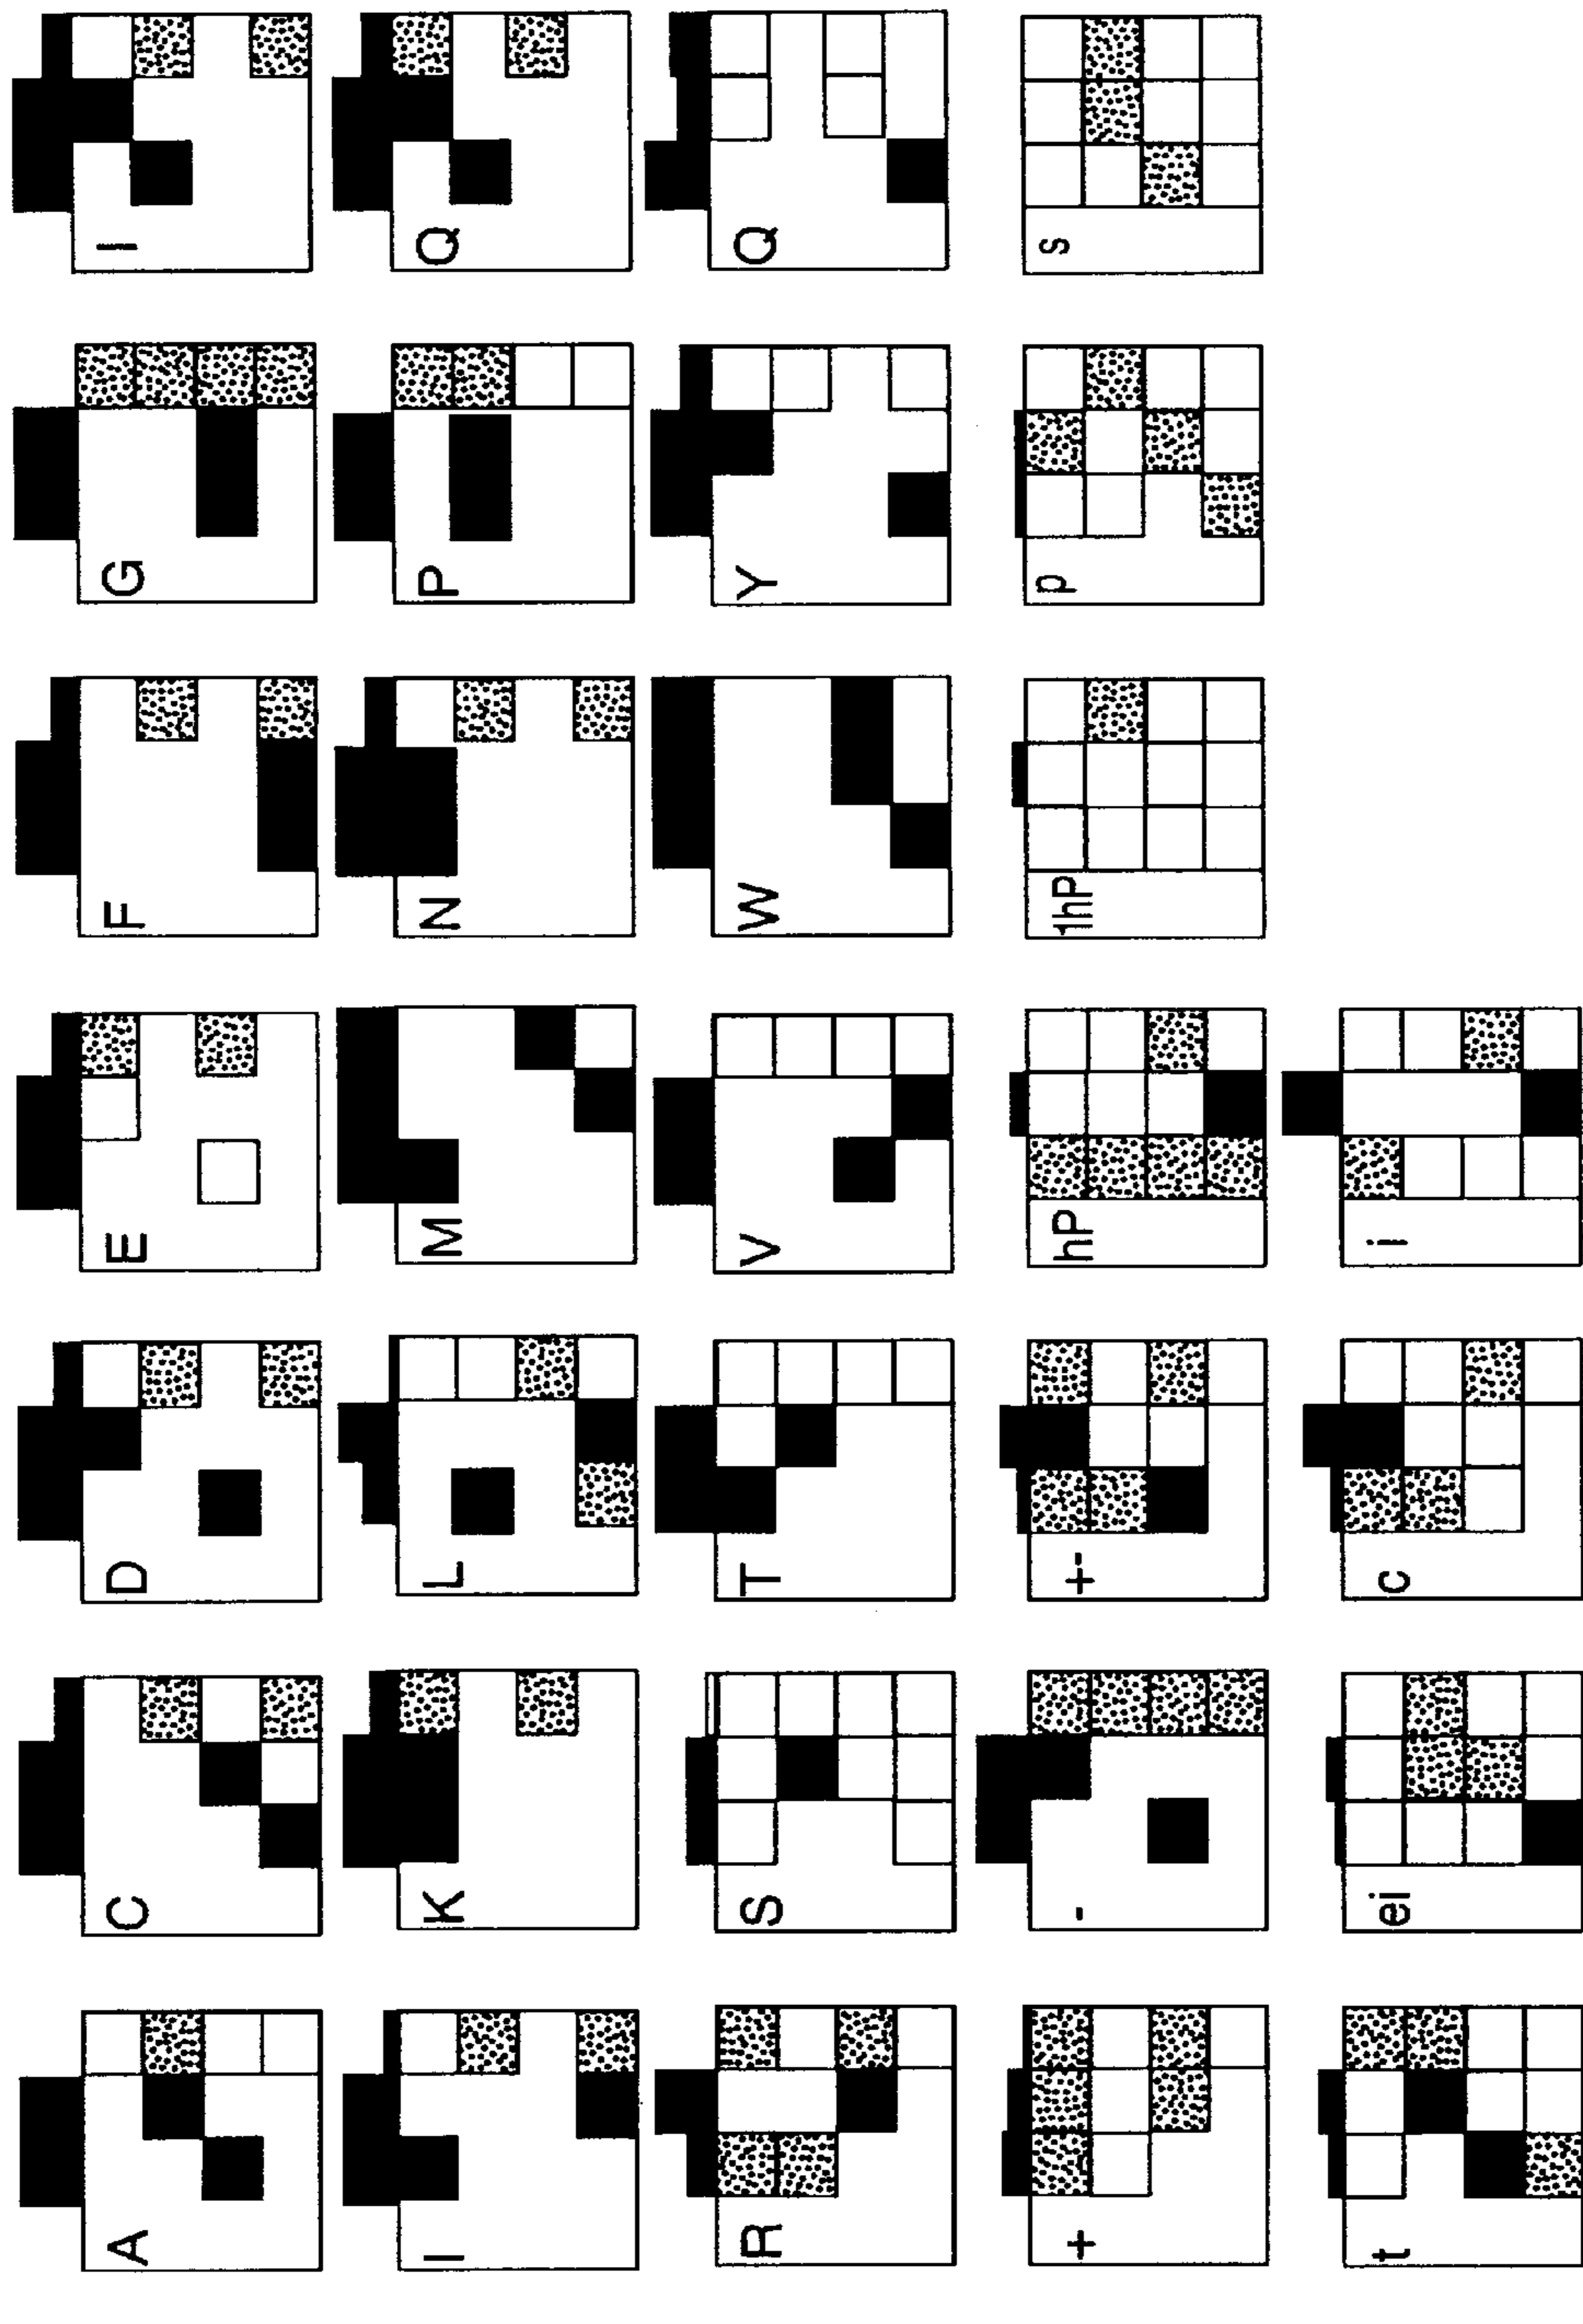 A C D E F G I
I K L M N P Q
R S T V W Y Q
+ - +- hP 1hP p s
t ei c i